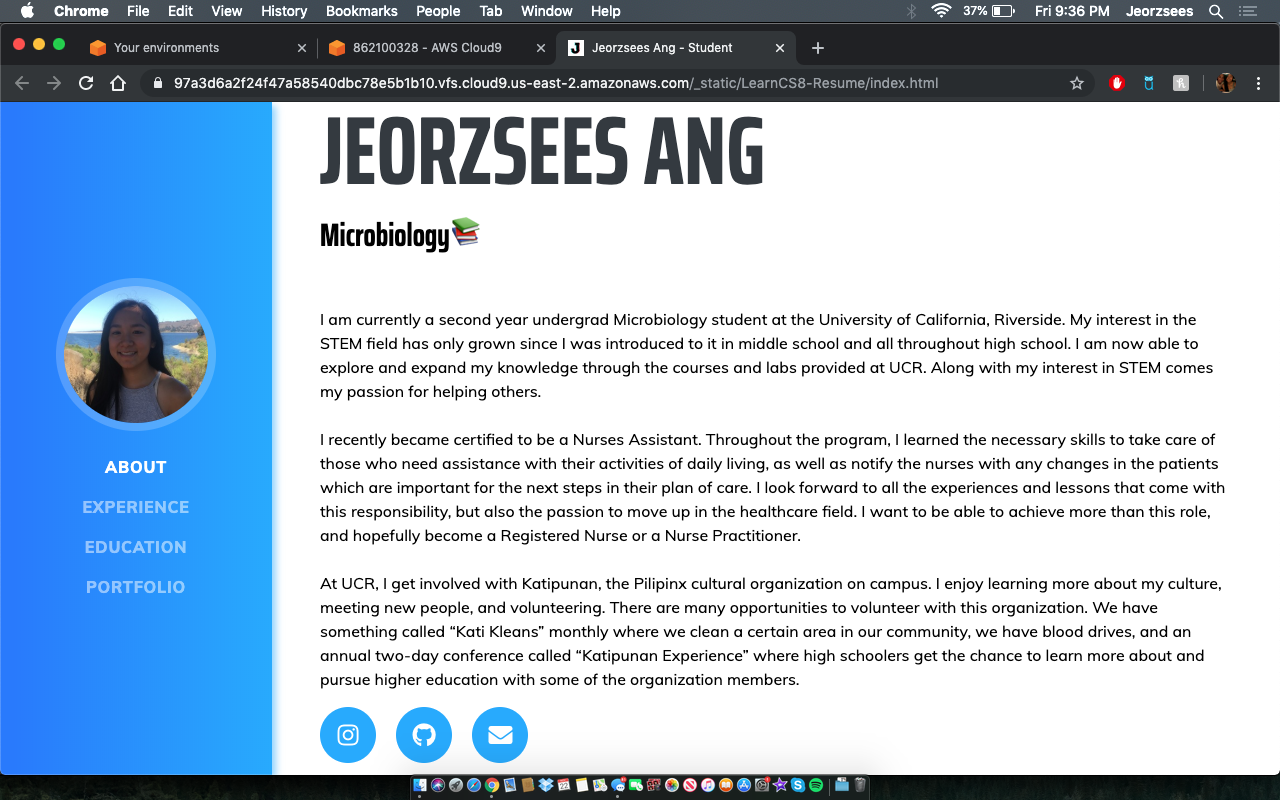 Chrome File Edit View History Bookmarks People Tab Window Help 37% Fri 9:36 PM Jeorzsees
Your environments 862100328 - AWS Cloud9 Jeorzsees Ang - Student
97a3d6a2f24f47a58540dbc78e5b1b10.vfs.cloud9.us-east-2.amazonaws.com/_static/LearnCS8-Resume/index.html
JEORZSEES ANG
Microbiology
ABOUT
EXPERIENCE
EDUCATION
PORTFOLIO
I am currently a second year undergrad Microbiology student at the University of California, Riverside. My interest in the
STEM field has only grown since I was introduced to it in middle school and all throughout high school. I am now able to
explore and expand my knowledge through the courses and labs provided at UCR. Along with my interest in STEM comes
my passion for helping others.
I recently became certified to be a Nurses Assistant. Throughout the program, I learned the necessary skills to take care of
those who need assistance with their activities of daily living, as well as notify the nurses with any changes in the patients
which are important for the next steps in their plan of care. I look forward to all the experiences and lessons that come with
this responsibility, but also the passion to move up in the healthcare field. I want to be able to achieve more than this role,
and hopefully become a Registered Nurse or a Nurse Practitioner.
At UCR, I get involved with Katipunan, the Pilipinx cultural organization on campus. I enjoy learning more about my culture,
meeting new people, and volunteering. There are many opportunities to volunteer with this organization. We have
something called “Kati Kleans” monthly where we clean a certain area in our community, we have blood drives, and an
annual two-day conference called “Katipunan Experience” where high schoolers get the chance to learn more about and
pursue higher education with some of the organization members.